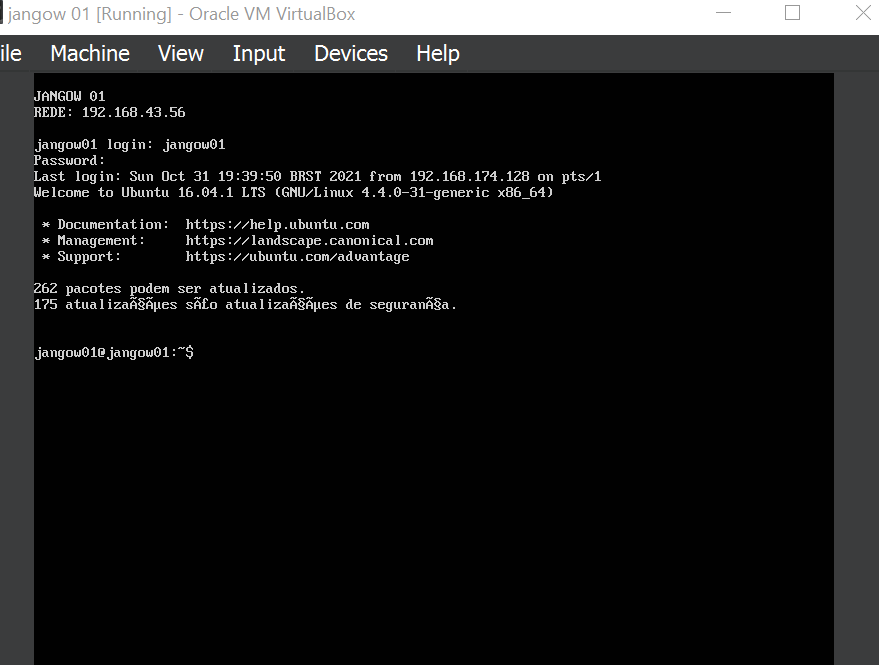 jangow 01 [Running] - Oracle VM VirtualBox
ile Machine View Input Devices Help
JANGOW 01
REDE: 192.168.43.56
jangow01 login: jangow01
Password:
Last login: Sun Oct 31 19:39:50 BRST 2021 from 192.168.174.128 on pts/1
Welcome to Ubuntu 16.04.1 LTS (GNU/Linux 4.4.0-31-generic x86_64)
* Documentation: https://help.ubuntu.com
* Management: https://landscape.canonical.com
* Support: https://ubuntu.com/advantage
262 pacotes podem ser atualizados.
175 atualizaÃ§Ãµes sÃ£o atualizaÃ§Ãµes de seguranÃ§a.
jangow01@jangow01:~$